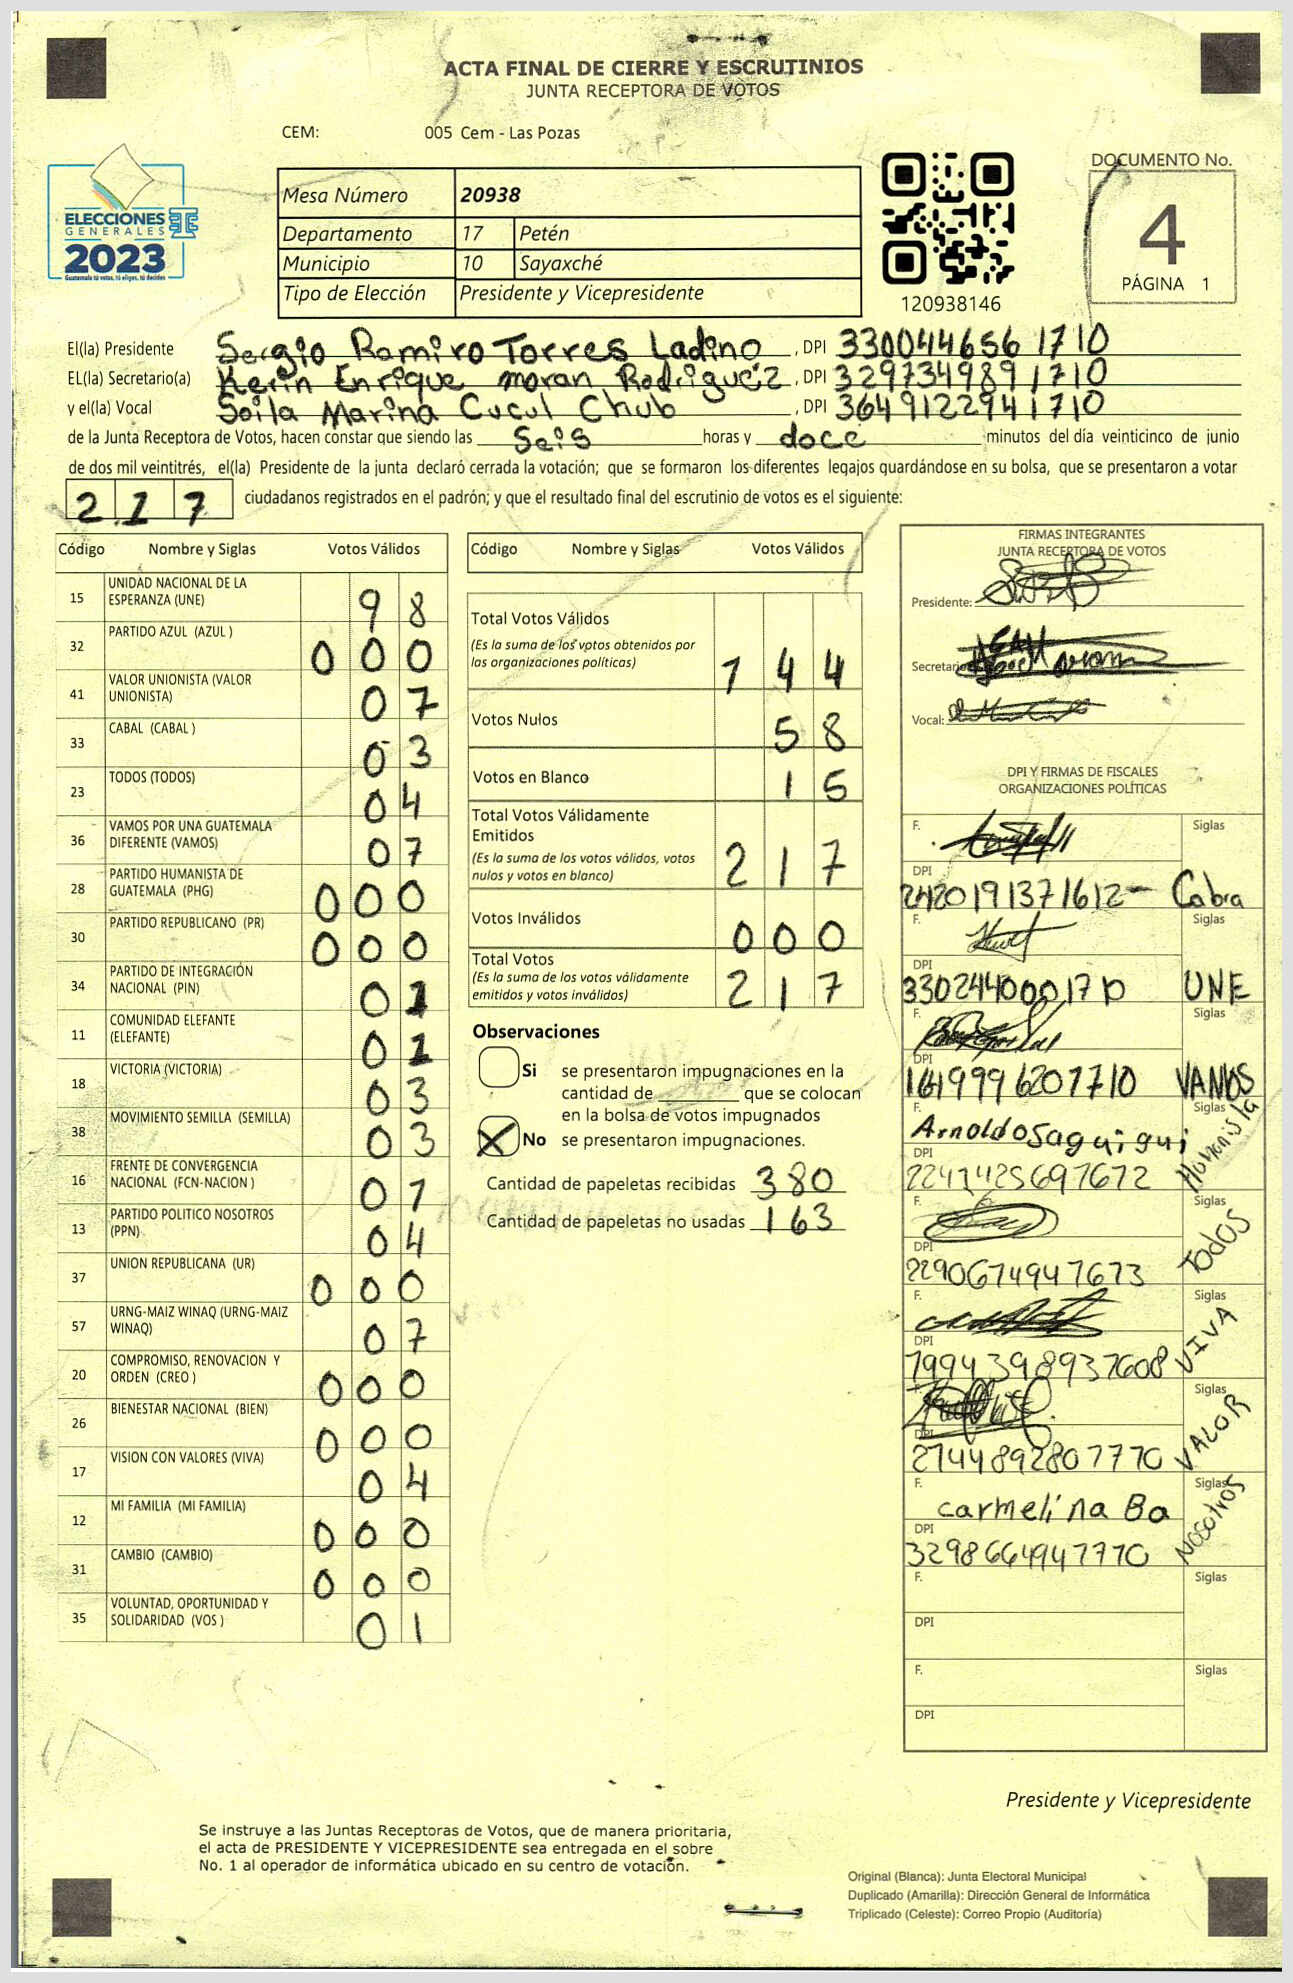 ACTA FINAL DE CIERRE Y ESCRUTINIOS
JUNTA RECEPTORA DE VOTOS
CEM: 005 Cem - Las Pozas
ELECCIONES
GENERALES
2023
Guatemala tú votas, tú eliges, tú decides
Mesa Número 20938
Departamento 17 Petén
Municipio 10 Sayaxché
Tipo de Elección Presidente y Vicepresidente
120938146
DOCUMENTO No.
4
PÁGINA 1
El(la) Presidente Sergio Ramiro Torres Ladino, DPI 3300446561710
EL(la) Secretario(a) Kerin Enrique moran Rodriguez, DPI 3297349891710
y el(la) Vocal Soila Marina Cucul Chub, DPI 3649122941710
de la Junta Receptora de Votos, hacen constar que siendo las Seis horas y doce minutos del día veinticinco de junio
de dos mil veintitrés, el(la) Presidente de la junta declaró cerrada la votación; que se formaron los diferentes legajos guardándose en su bolsa, que se presentaron a votar
217 ciudadanos registrados en el padrón; y que el resultado final del escrutinio de votos es el siguiente:
Código Nombre y Siglas Votos Válidos
15 UNIDAD NACIONAL DE LA
ESPERANZA (UNE) 98
32 PARTIDO AZUL (AZUL ) 000
41 VALOR UNIONISTA (VALOR
UNIONISTA) 07
33 CABAL (CABAL ) 03
23 TODOS (TODOS) 04
36 VAMOS POR UNA GUATEMALA
DIFERENTE (VAMOS) 07
28 PARTIDO HUMANISTA DE
GUATEMALA (PHG) 000
30 PARTIDO REPUBLICANO (PR) 000
34 PARTIDO DE INTEGRACIÓN
NACIONAL (PIN) 01
11 COMUNIDAD ELEFANTE
(ELEFANTE) 01
18 VICTORIA (VICTORIA) 03
38 MOVIMIENTO SEMILLA (SEMILLA) 03
16 FRENTE DE CONVERGENCIA
NACIONAL (FCN-NACION ) 01
13 PARTIDO POLITICO NOSOTROS
(PPN) 04
37 UNION REPUBLICANA (UR) 000
57 URNG-MAIZ WINAQ (URNG-MAIZ
WINAQ) 07
20 COMPROMISO, RENOVACION Y
ORDEN (CREO ) 000
26 BIENESTAR NACIONAL (BIEN) 000
17 VISION CON VALORES (VIVA) 04
12 MI FAMILIA (MI FAMILIA) 000
31 CAMBIO (CAMBIO) 000
35 VOLUNTAD, OPORTUNIDAD Y
SOLIDARIDAD (VOS ) 01
Código Nombre y Siglas Votos Válidos
Total Votos Válidos
(Es la suma de los votos obtenidos por
las organizaciones políticas) 144
Votos Nulos 58
Votos en Blanco 15
Total Votos Válidamente
Emitidos
(Es la suma de los votos válidos, votos
nulos y votos en blanco) 217
Votos Inválidos 000
Total Votos
(Es la suma de los votos válidamente
emitidos y votos inválidos) 217
Observaciones
Si se presentaron impugnaciones en la
cantidad de que se colocan
en la bolsa de votos impugnados
X No se presentaron impugnaciones.
Cantidad de papeletas recibidas 380
Cantidad de papeletas no usadas 163
FIRMAS INTEGRANTES
JUNTA RECEPTORA DE VOTOS
Presidente:
Secretario
Vocal:
DPI Y FIRMAS DE FISCALES
ORGANIZACIONES POLÍTICAS
F. Siglas
DPI
2420191371612 Cabra
F. Siglas
DPI
3302440001710 UNE
F. Siglas
DPI
1619996201710 VAMOS
F. Arnoldo Saquiqui Siglas
DPI
2241425691612 Humanista
F. Siglas
DPI
2290674941613 TODOS
F. Siglas
DPI
1994398931608 VIVA
F. Siglas
DPI
2744892801710 VALOR
F. Carmelina Ba Siglas
DPI
3298664941710 NOSOTROS
F. Siglas
DPI
F. Siglas
DPI
Presidente y Vicepresidente
Se instruye a las Juntas Receptoras de Votos, que de manera prioritaria,
el acta de PRESIDENTE Y VICEPRESIDENTE sea entregada en el sobre
No. 1 al operador de informática ubicado en su centro de votación.
Original (Blanca): Junta Electoral Municipal
Duplicado (Amarilla): Dirección General de Informática
Triplicado (Celeste): Correo Propio (Auditoría)